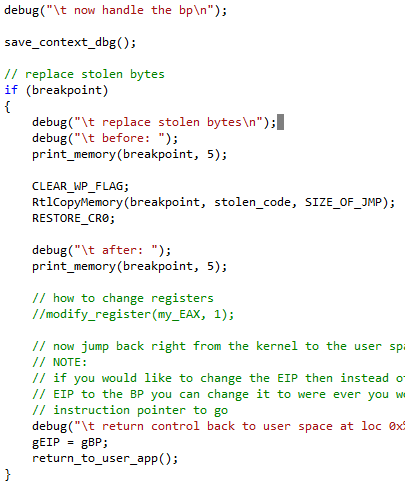 debug("\t now handle the bp\n");
save_context_dbg();
// replace stolen bytes
if (breakpoint)
{
debug("\t replace stolen bytes\n");
debug("\t before: ");
print_memory(breakpoint, 5);
CLEAR_WP_FLAG;
RtlCopyMemory(breakpoint, stolen_code, SIZE_OF_JMP);
RESTORE_CR0;
debug("\t after: ");
print_memory(breakpoint, 5);
// how to change registers
//modify_register(my_EAX, 1);
// now jump back right from the kernel to the user spa
// NOTE:
// if you would like to change the EIP then instead of
// EIP to the BP you can change it to were ever you wo
// instruction pointer to go
debug("\t return control back to user space at loc 0x%
gEIP = gBP;
return_to_user_app();
}